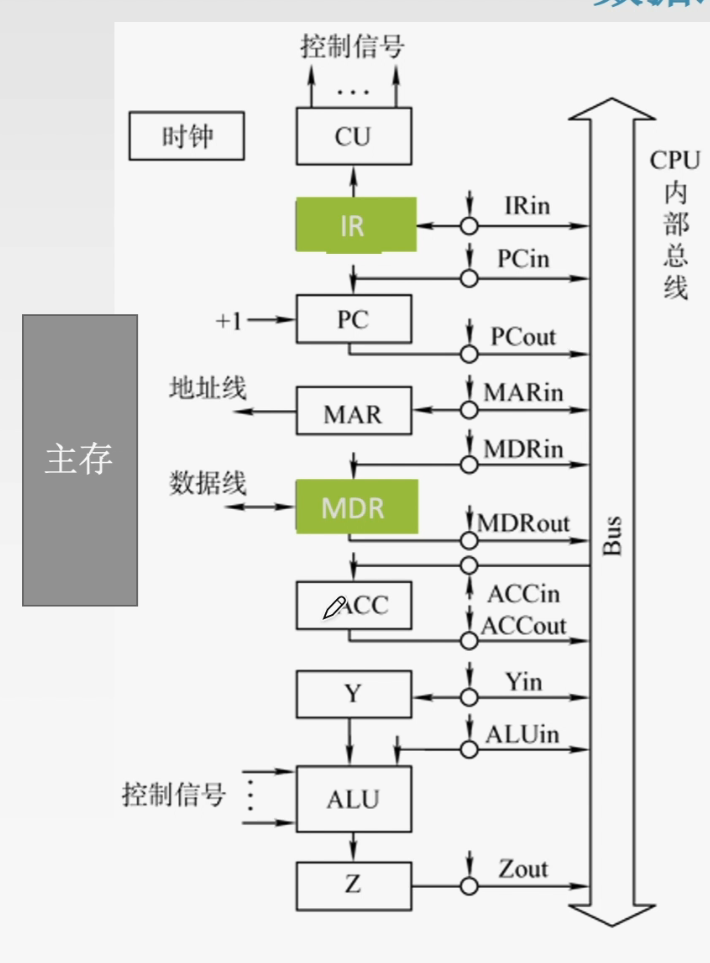 控制信号
...
CU
时钟
CPU
内
部
总
线
IR
IRin
PCin
+1
PC
PCout
地址线
MAR
MARin
主存
MDRin
数据线
MDR
MDRout
Bus
ACC
ACCin
ACCout
Y
Yin
ALUin
控制信号
ALU
Z
Zout